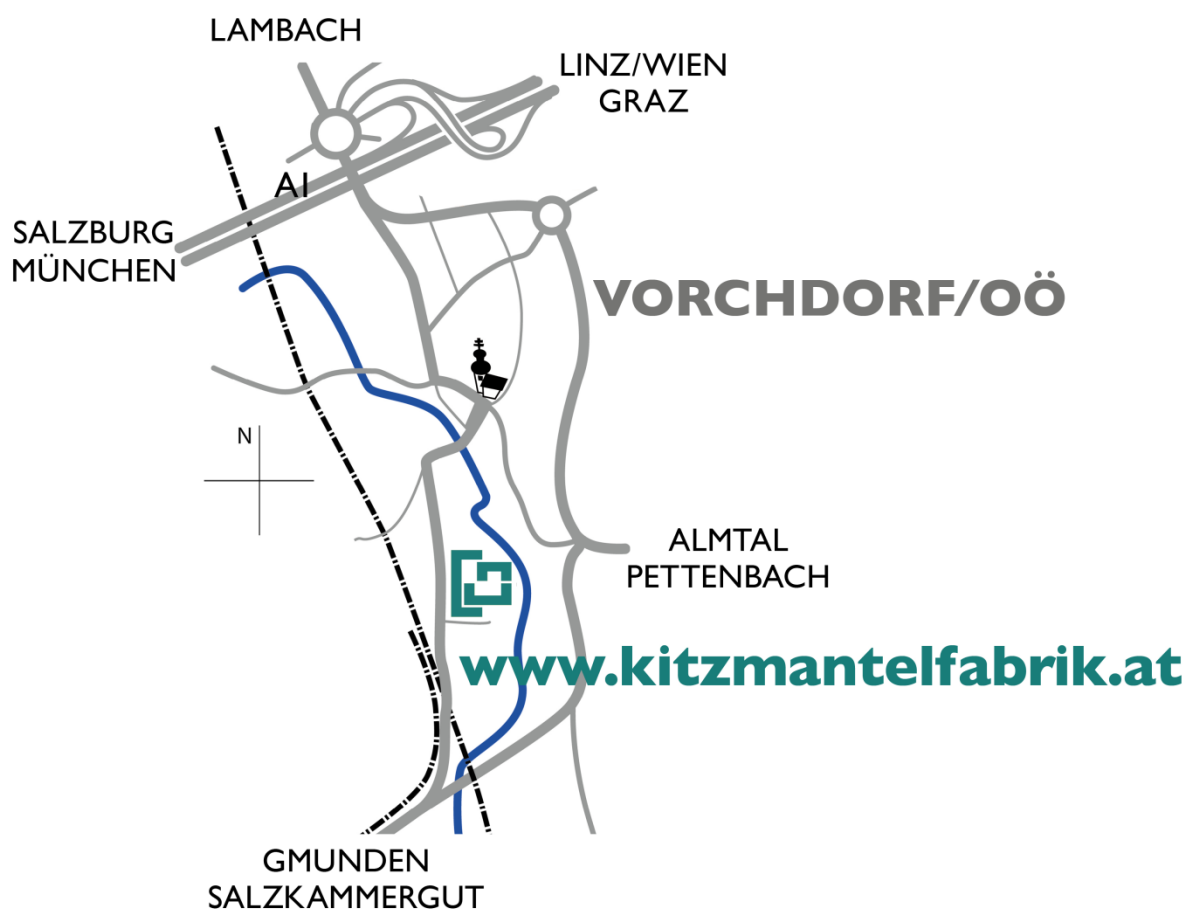 LAMBACH
LINZ/WIEN
GRAZ
A1
SALZBURG
MÜNCHEN
VORCHDORF/OÖ
N
ALMTAL
PETTENBACH
www.kitzmantelfabrik.at
GMUNDEN
SALZKAMMERGUT